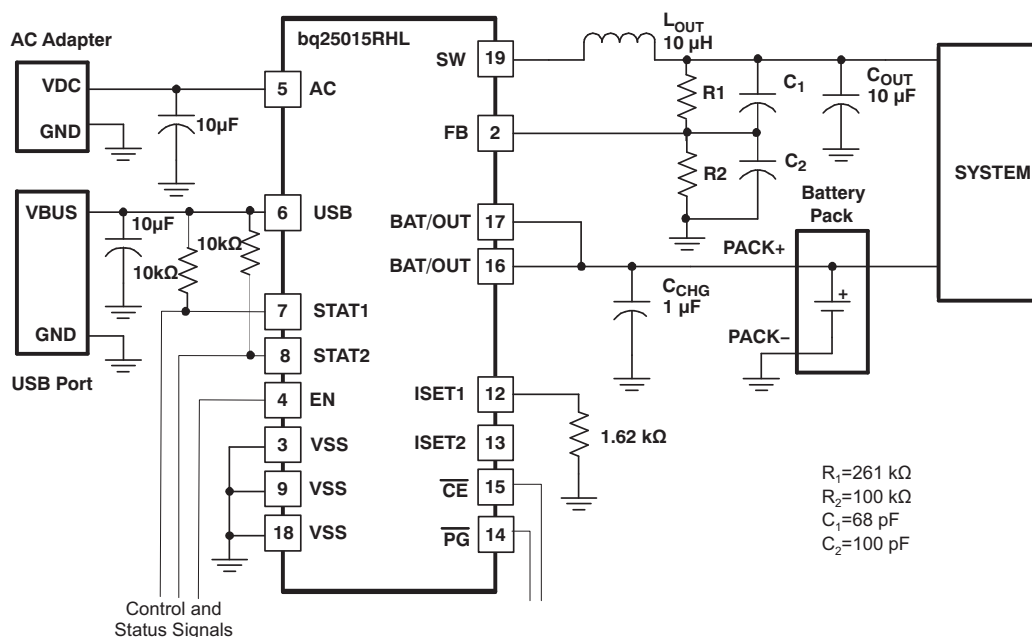 AC Adapter
VDC
GND
10µF
VBUS
GND
USB Port
10µF
10kΩ
10kΩ
bq25015RHL
5 AC
6 USB
7 STAT1
8 STAT2
4 EN
3 VSS
9 VSS
18 VSS
Control and
Status Signals
SW 19
FB 2
BAT/OUT 17
BAT/OUT 16
ISET1 12
ISET2 13
CE 15
PG 14
LOUT
10 µH
R1
C1
COUT
10 µF
R2
C2
Battery
Pack
PACK+
PACK−
+
CCHG
1 µF
1.62 kΩ
SYSTEM
R1=261 kΩ
R2=100 kΩ
C1=68 pF
C2=100 pF